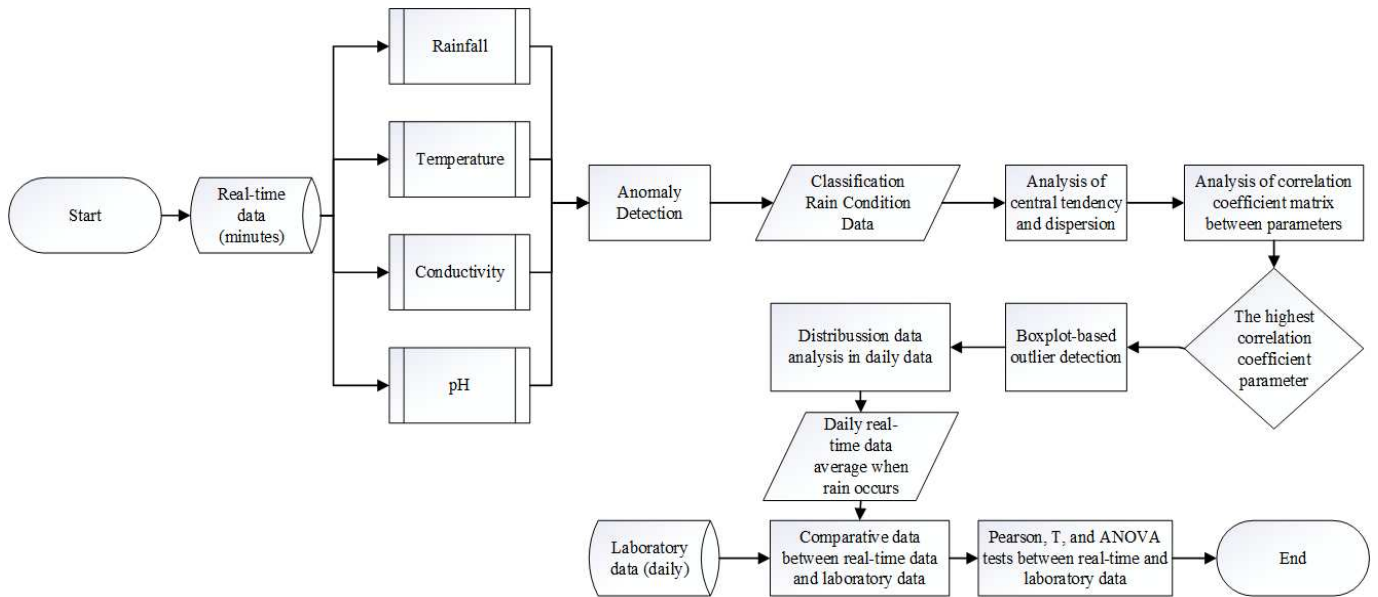 Start
Real-time
data
(minutes)
Rainfall
Temperature
Conductivity
pH
Anomaly
Detection
Classification
Rain Condition
Data
Analysis of
central tendency
and dispersion
Analysis of correlation
coefficient matrix
between parameters
The highest
correlation
coefficient
parameter
Boxplot-based
outlier detection
Distribussion data
analysis in daily data
Daily real-
time data
average when
rain occurs
Laboratory
data (daily)
Comparative data
between real-time data
and laboratory data
Pearson, T, and ANOVA
tests between real-time and
laboratory data
End